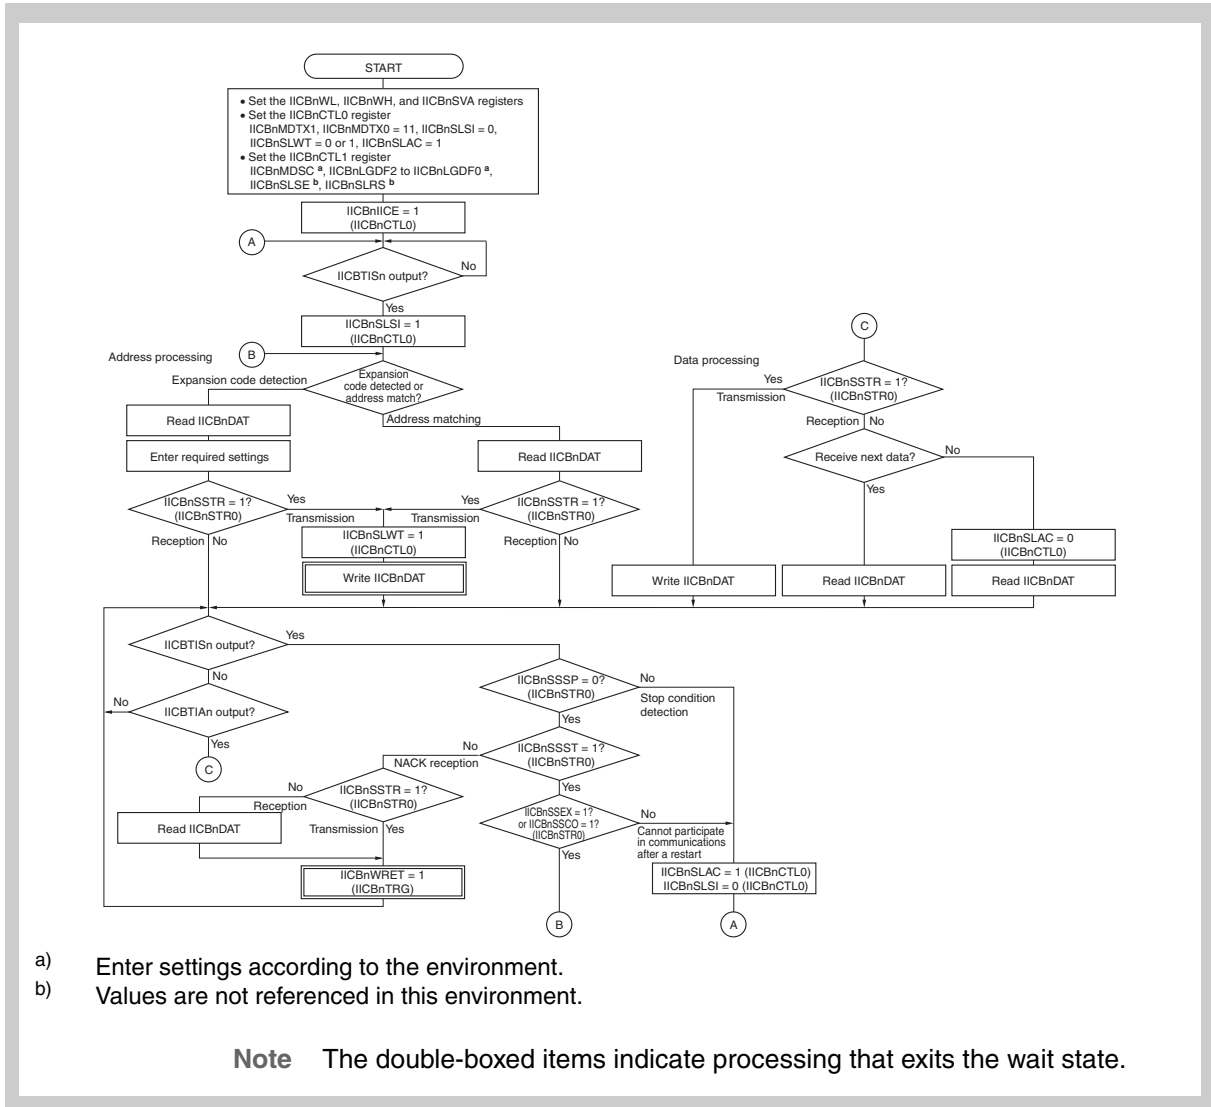 START
• Set the IICBnWL, IICBnWH, and IICBnSVA registers
• Set the IICBnCTL0 register
IICBnMDTX1, IICBnMDTX0 = 11, IICBnSLSI = 0,
IICBnSLWT = 0 or 1, IICBnSLAC = 1
• Set the IICBnCTL1 register
IICBnMDSC a, IICBnLGDF2 to IICBnLGDF0 a,
IICBnSLSE b, IICBnSLRS b
IICBnIICE = 1
(IICBnCTL0)
A
IICBTISn output?
No
Yes
IICBnSLSI = 1
(IICBnCTL0)
Address processing
B
Expansion code detection
Expansion
code detected or
address match?
Address matching
Read IICBnDAT
Enter required settings
IICBnSSTR = 1?
(IICBnSTR0)
Yes
Transmission
Reception
No
Read IICBnDAT
IICBnSSTR = 1?
(IICBnSTR0)
Yes
Transmission
Reception
No
IICBnSLWT = 1
(IICBnCTL0)
Write IICBnDAT
C
Data processing
IICBnSSTR = 1?
(IICBnSTR0)
Yes
Transmission
Reception
No
Receive next data?
No
Yes
IICBnSLAC = 0
(IICBnCTL0)
Write IICBnDAT
Read IICBnDAT
Read IICBnDAT
IICBTISn output?
Yes
No
IICBTIAn output?
No
Yes
C
IICBnSSSP = 0?
(IICBnSTR0)
No
Stop condition
detection
Yes
IICBnSSST = 1?
(IICBnSTR0)
No
NACK reception
Yes
IICBnSSTR = 1?
(IICBnSTR0)
No
Reception
Read IICBnDAT
Transmission
Yes
IICBnWRET = 1
(IICBnTRG)
IICBnSSEX = 1?
or IICBnSSCO = 1?
(IICBnSTR0)
No
Cannot participate
in communications
after a restart
Yes
IICBnSLAC = 1 (IICBnCTL0)
IICBnSLSI = 0 (IICBnCTL0)
B
A
a) Enter settings according to the environment.
b) Values are not referenced in this environment.
Note The double-boxed items indicate processing that exits the wait state.